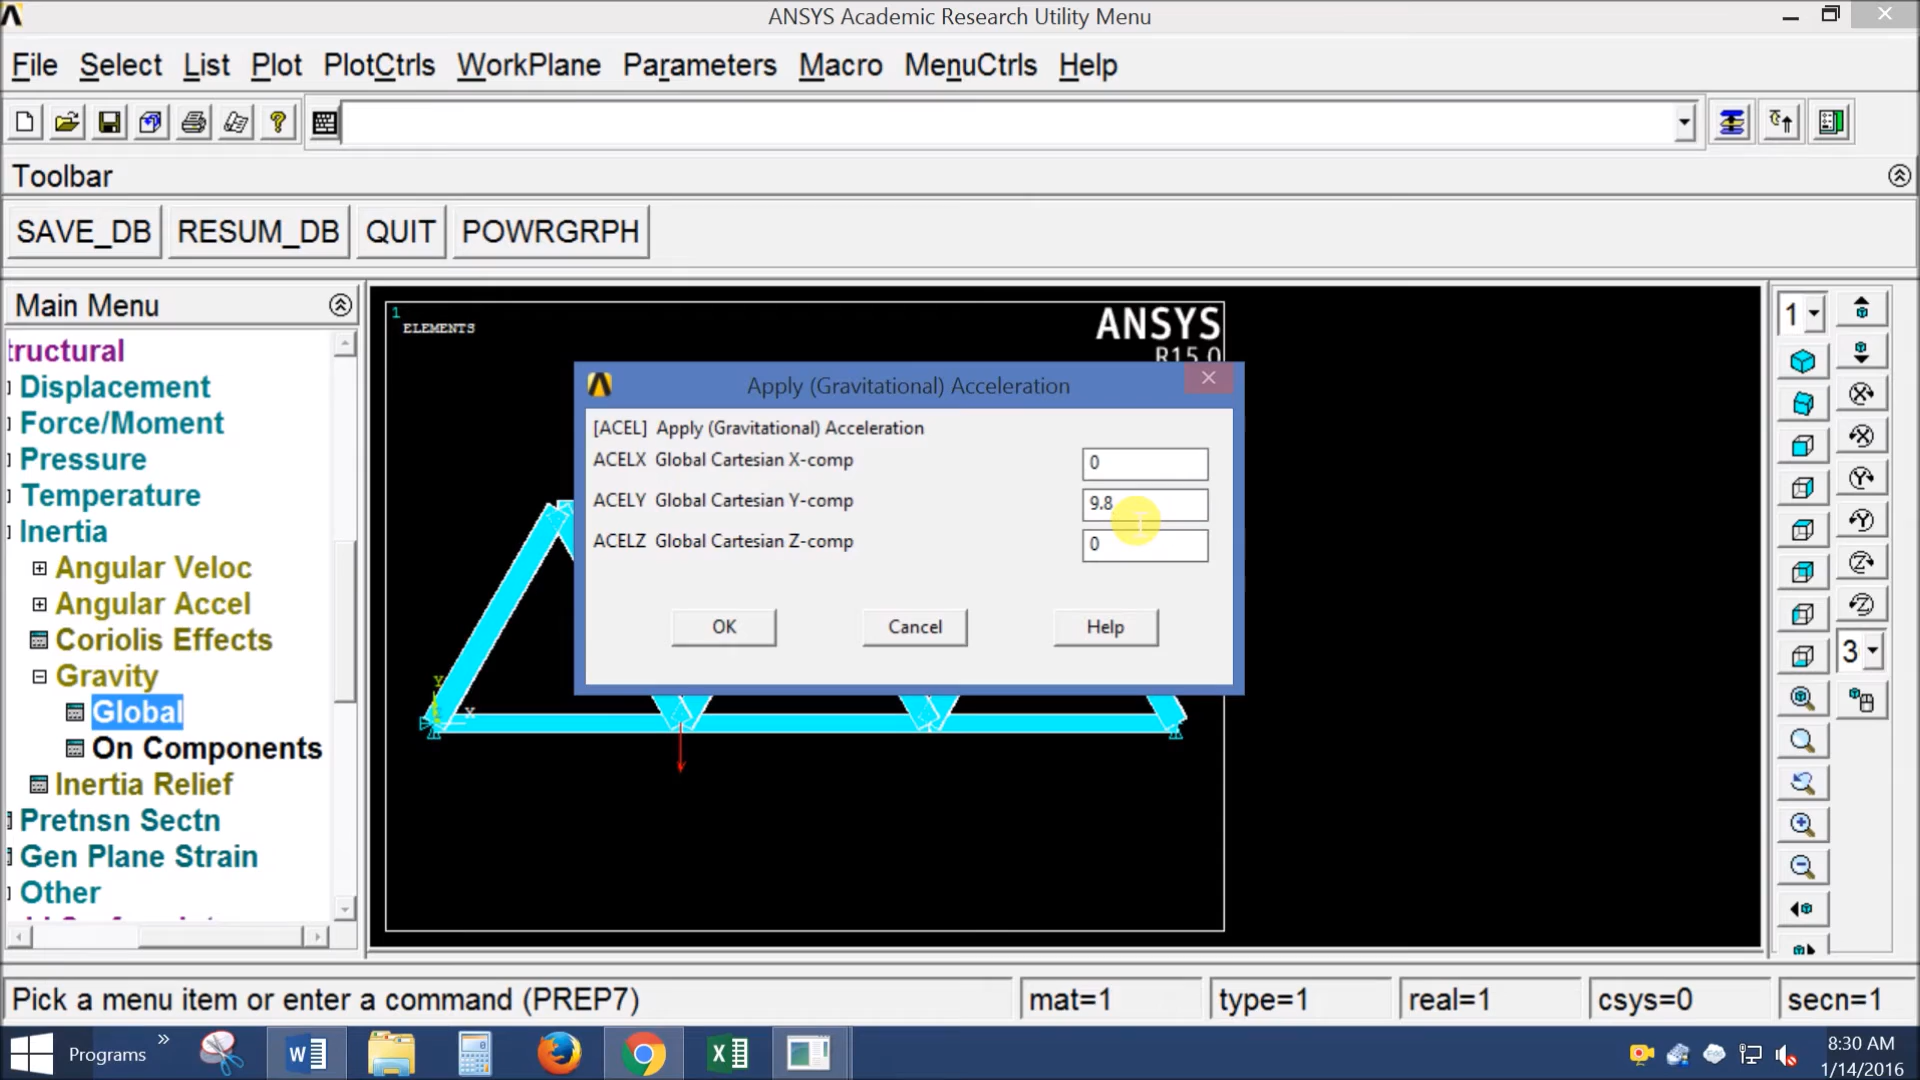 ANSYS Academic Research Utility Menu
File Select List Plot PlotCtrls WorkPlane Parameters Macro MenuCtrls Help
Toolbar
SAVE_DB RESUM_DB QUIT POWRGRPH
Main Menu
tructural
Displacement
Force/Moment
Pressure
Temperature
Inertia
Angular Veloc
Angular Accel
Coriolis Effects
Gravity
Global
On Components
Inertia Relief
Pretnsn Sectn
Gen Plane Strain
Other
1
ELEMENTS
ANSYS
R15.0
Apply (Gravitational) Acceleration
[ACEL] Apply (Gravitational) Acceleration
ACELX Global Cartesian X-comp 0
ACELY Global Cartesian Y-comp 9.8
ACELZ Global Cartesian Z-comp 0
OK Cancel Help
Y
X
1
3
Pick a menu item or enter a command (PREP7) mat=1 type=1 real=1 csys=0 secn=1
Programs
8:30 AM
1/14/2016